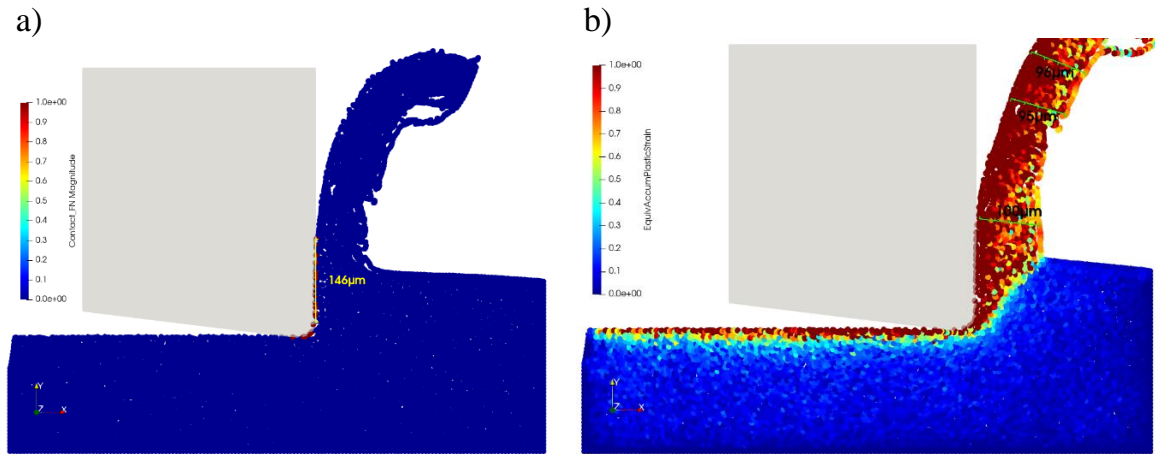 a)
1.0e+00
0.9
0.8
0.7
0.6
0.5
0.4
0.3
0.2
0.1
0.0e+00
Contact_FN Magnitude
146μm
Y
Z
X
b)
1.0e+00
0.9
0.8
0.7
0.6
0.5
0.4
0.3
0.2
0.1
0.0e+00
EquivAccumPlasticStrain
96μm
95μm
100μm
Y
Z
X